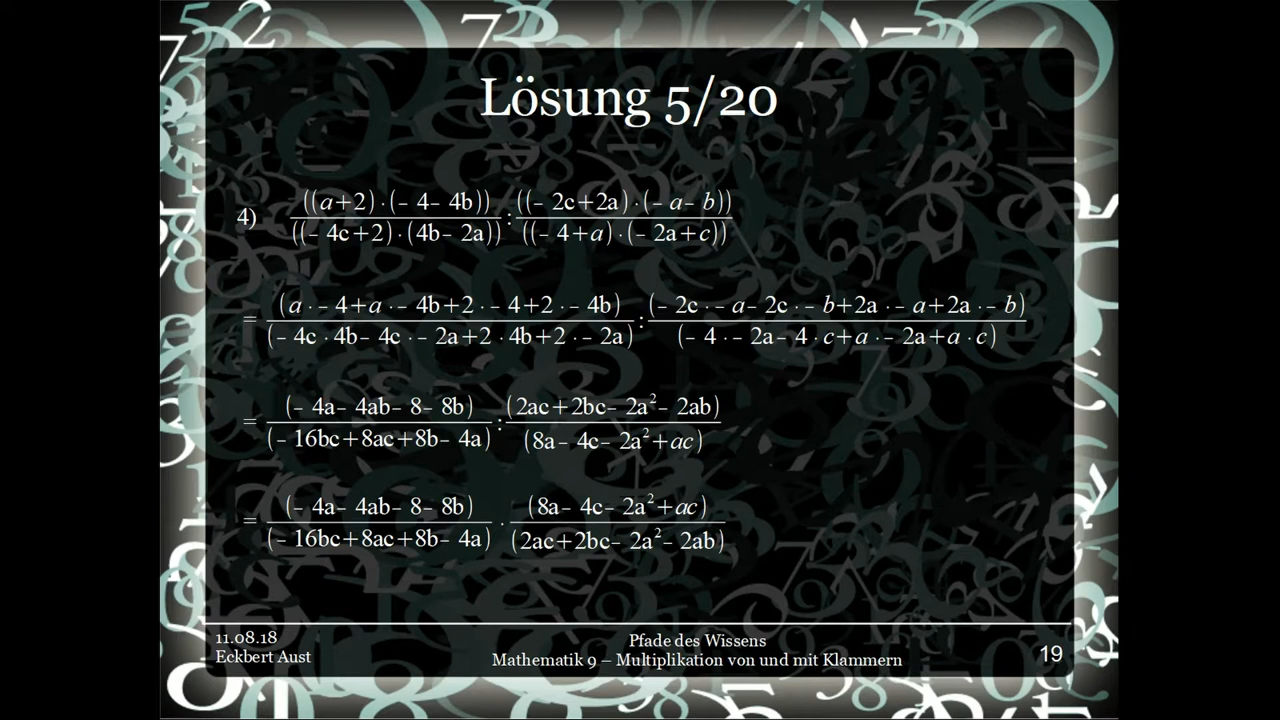 Lösung 5/20
4) ((a+2)·(– 4– 4b)) / ((– 4c+2)·(4b– 2a)) : ((– 2c+2a)·(– a– b)) / ((– 4+a)·(– 2a+c))
= (a·– 4+a·– 4b+2·– 4+2·– 4b) / (– 4c·4b– 4c·– 2a+2·4b+2·– 2a) : (– 2c·– a– 2c·– b+2a·– a+2a·– b) / (– 4·– 2a– 4·c+a·– 2a+a·c)
= (– 4a– 4ab– 8– 8b) / (– 16bc+8ac+8b– 4a) : (2ac+2bc– 2a²– 2ab) / (8a– 4c– 2a²+ac)
= (– 4a– 4ab– 8– 8b) / (– 16bc+8ac+8b– 4a) · (8a– 4c– 2a²+ac) / (2ac+2bc– 2a²– 2ab)
11.08.18
Eckbert Aust
Pfade des Wissens
Mathematik 9 – Multiplikation von und mit Klammern
19